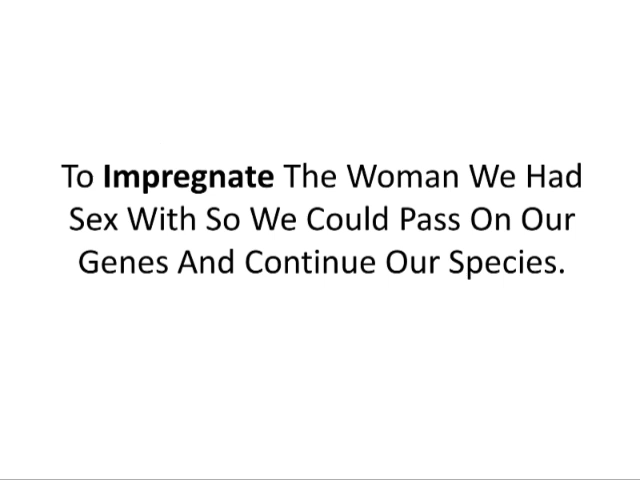 To Impregnate The Woman We Had
Sex With So We Could Pass On Our
Genes And Continue Our Species.